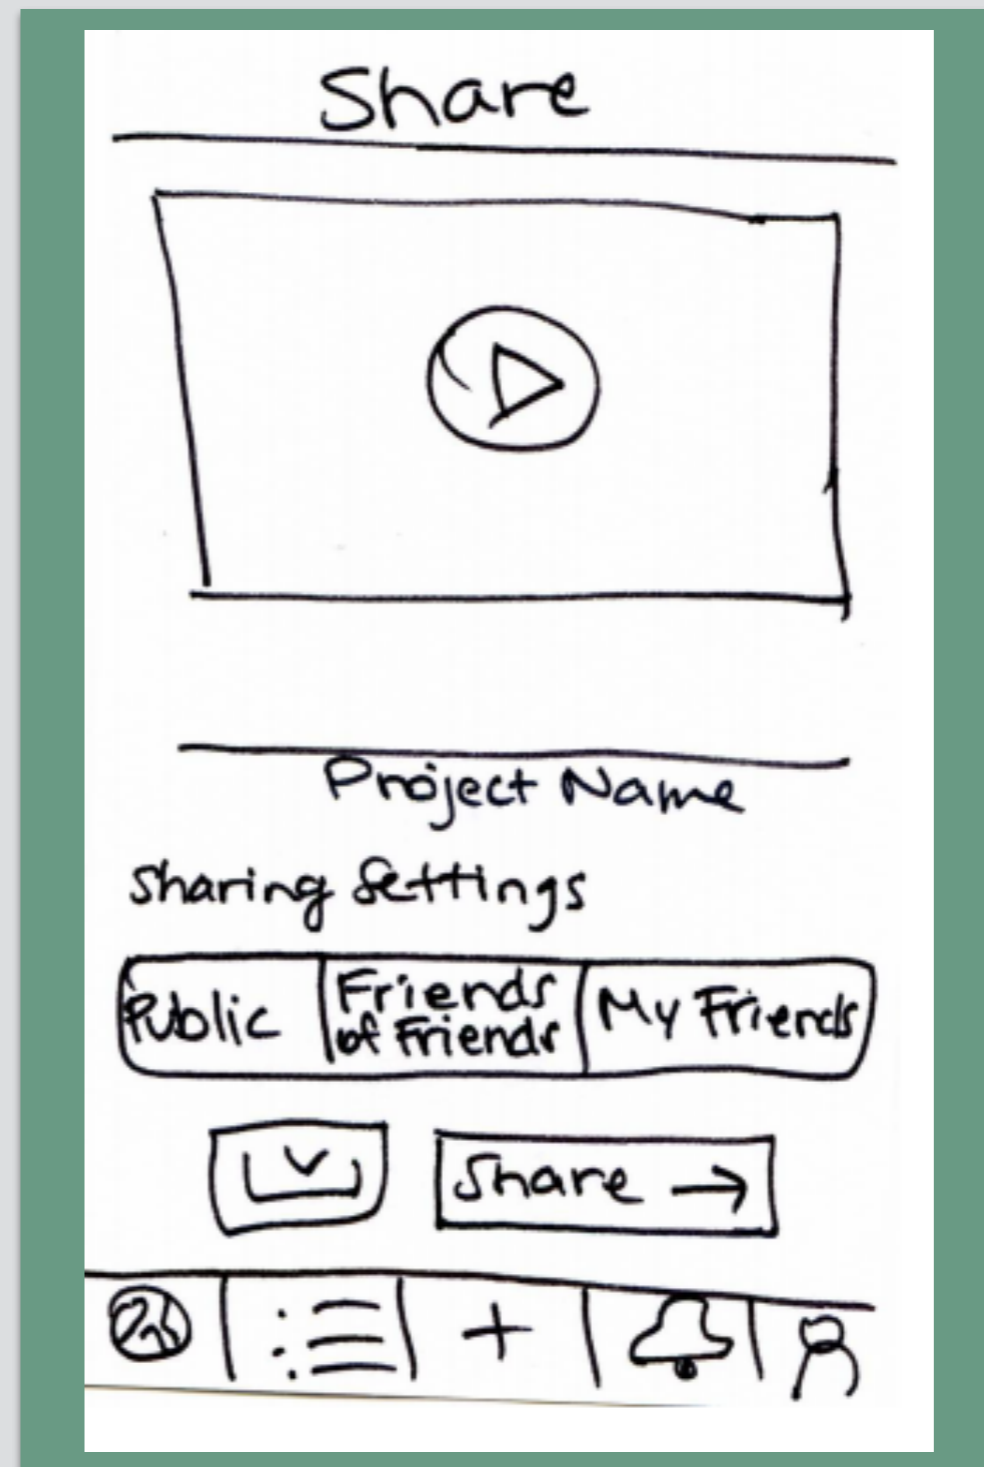 Share
Project Name
Sharing Settings
Public
Friends
of Friends
My Friends
Share →